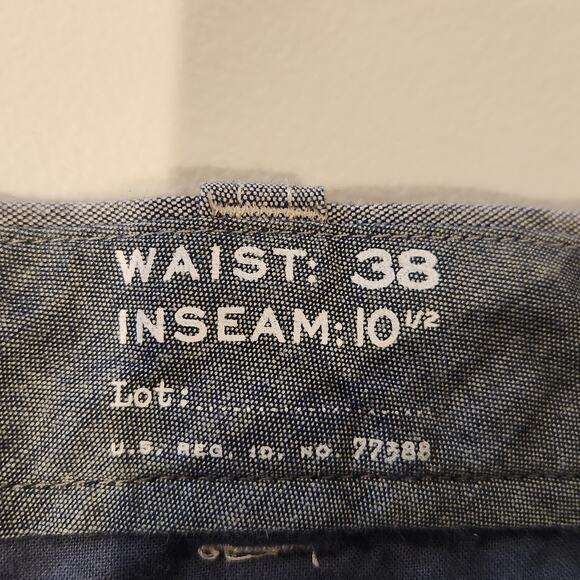 WAIST: 38
INSEAM: 10 1/2
Lot:........................
U.S. REG. ID. NO. 77388